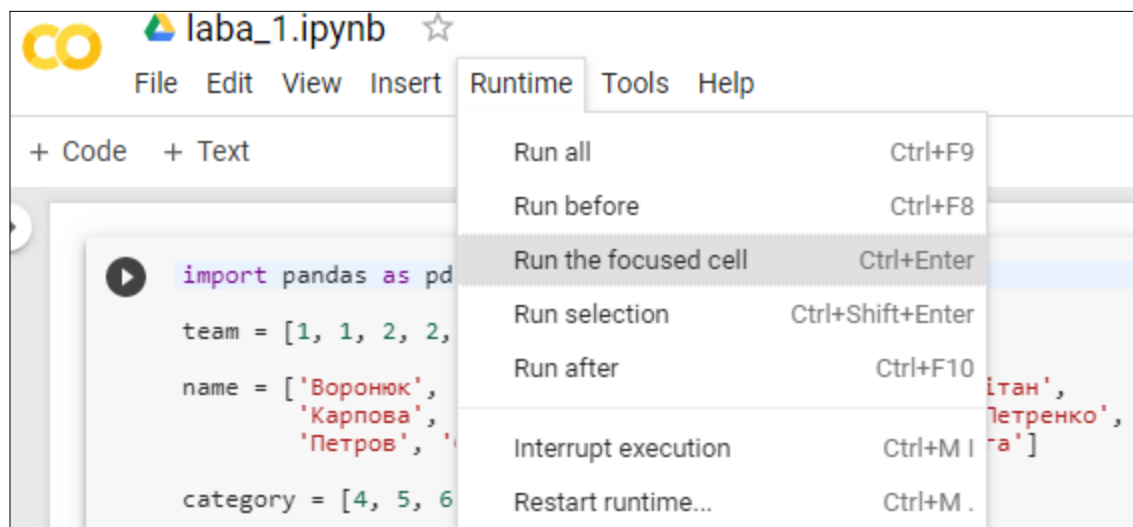 laba_1.ipynb
File Edit View Insert Runtime Tools Help
+ Code + Text
Run all Ctrl+F9
Run before Ctrl+F8
Run the focused cell Ctrl+Enter
Run selection Ctrl+Shift+Enter
Run after Ctrl+F10
Interrupt execution Ctrl+M I
Restart runtime... Ctrl+M .
import pandas as pd
team = [1, 1, 2, 2,
name = ['Воронюк', ітан',
'Карпова', Петренко',
'Петров', ' га']
category = [4, 5, 6